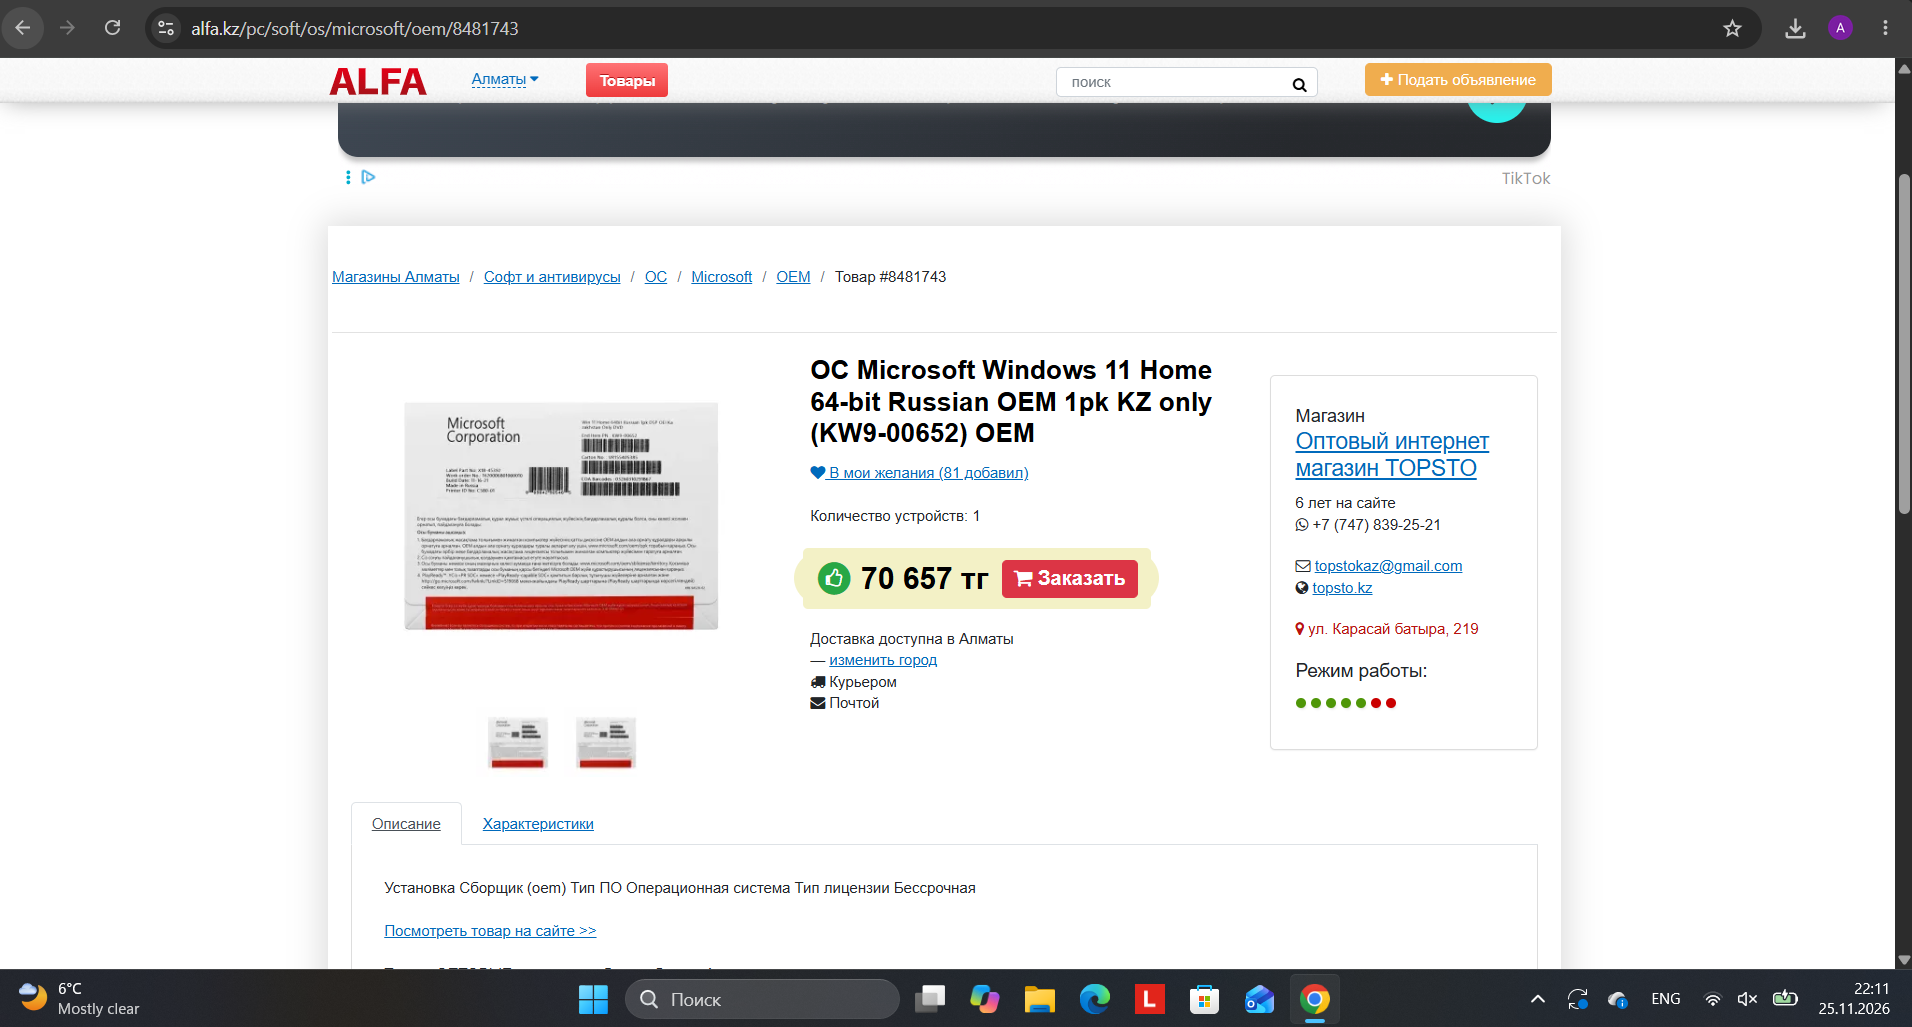 alfa.kz/pc/soft/os/microsoft/oem/8481743
A
ALFA
Алматы
Товары
поиск
Подать объявление
TikTok
Магазины Алматы / Софт и антивирусы / ОС / Microsoft / OEM / Товар #8481743
ОС Microsoft Windows 11 Home
64-bit Russian OEM 1pk KZ only
(KW9-00652) OEM
В мои желания (81 добавил)
Количество устройств: 1
70 657 тг
Заказать
Доставка доступна в Алматы
— изменить город
Курьером
Почтой
Microsoft
Corporation
Магазин
Оптовый интернет
магазин TOPSTO
6 лет на сайте
+7 (747) 839-25-21
topstokaz@gmail.com
topsto.kz
ул. Карасай батыра, 219
Режим работы:
Описание
Характеристики
Установка Сборщик (oem) Тип ПО Операционная система Тип лицензии Бессрочная
Посмотреть товар на сайте >>
6°C
Mostly clear
Поиск
L
ENG
22:11
25.11.2026